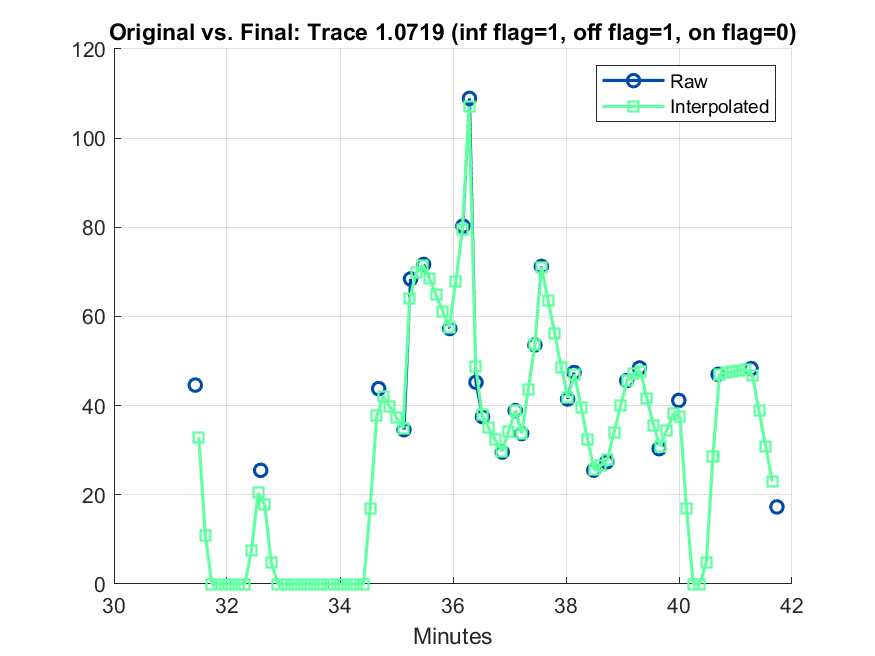 Original vs. Final: Trace 1.0719 (inf flag=1, off flag=1, on flag=0)
120
100
80
60
40
20
0
Raw
Interpolated
30 32 34 36 38 40 42
Minutes